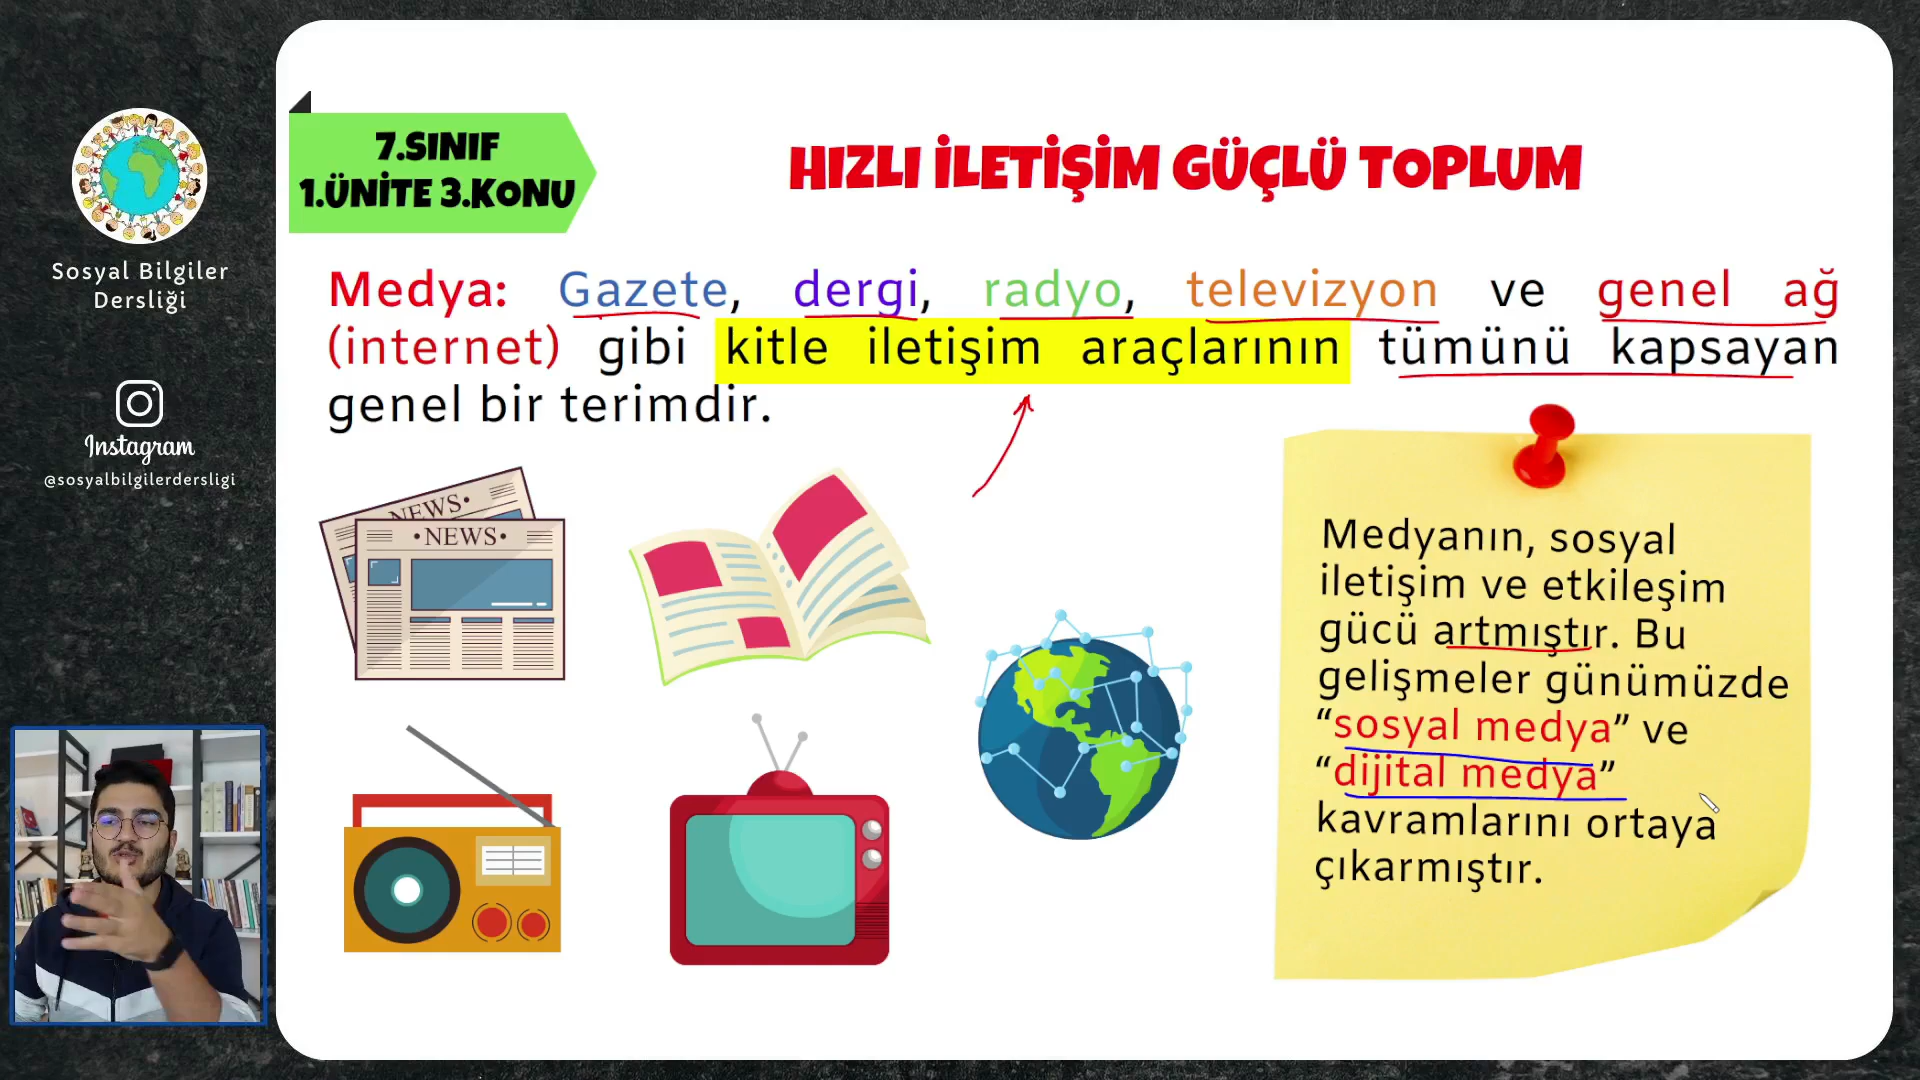 7.SINIF
1.ÜNİTE 3.KONU
HIZLI İLETİŞİM GÜÇLÜ TOPLUM
Sosyal Bilgiler
Dersliği
Instagram
@sosyalbilgilerdersligi
Medya: Gazete, dergi, radyo, televizyon ve genel ağ
(internet) gibi kitle iletişim araçlarının tümünü kapsayan
genel bir terimdir.
NEWS•
•NEWS•
Medyanın, sosyal
iletişim ve etkileşim
gücü artmıştır. Bu
gelişmeler günümüzde
“sosyal medya” ve
“dijital medya”
kavramlarını ortaya
çıkarmıştır.